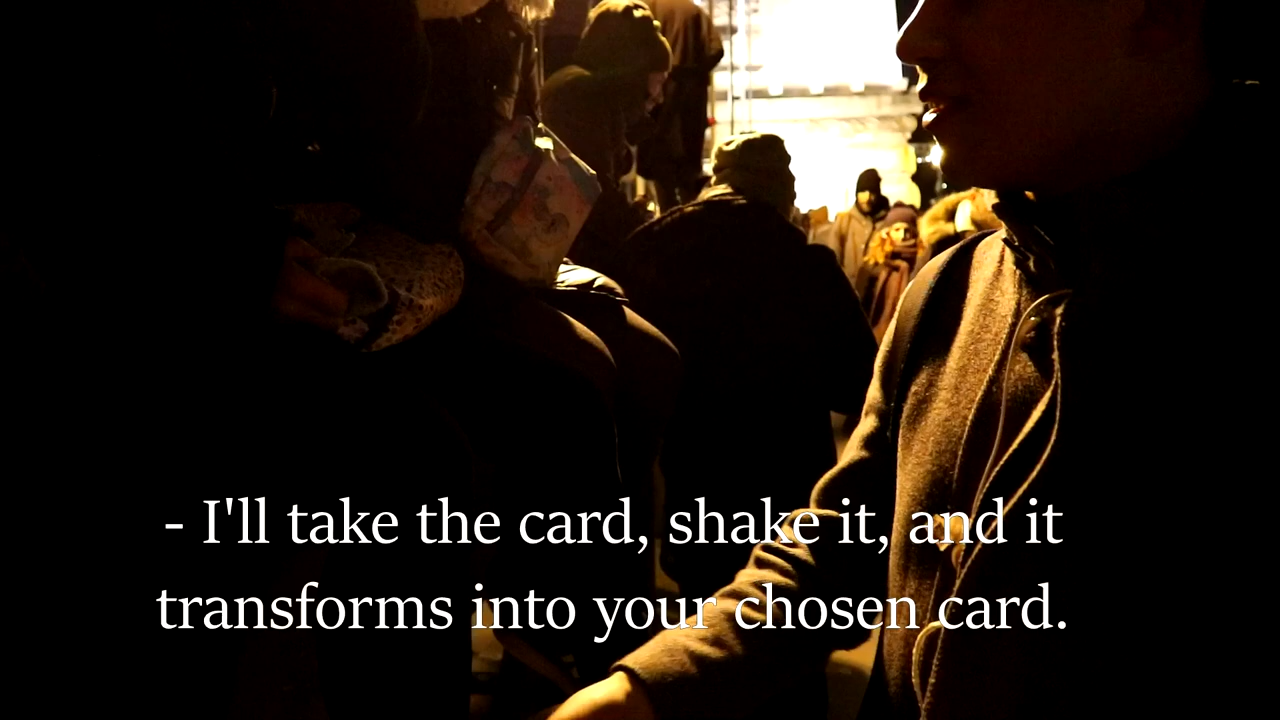 - I'll take the card, shake it, and it
transforms into your chosen card.